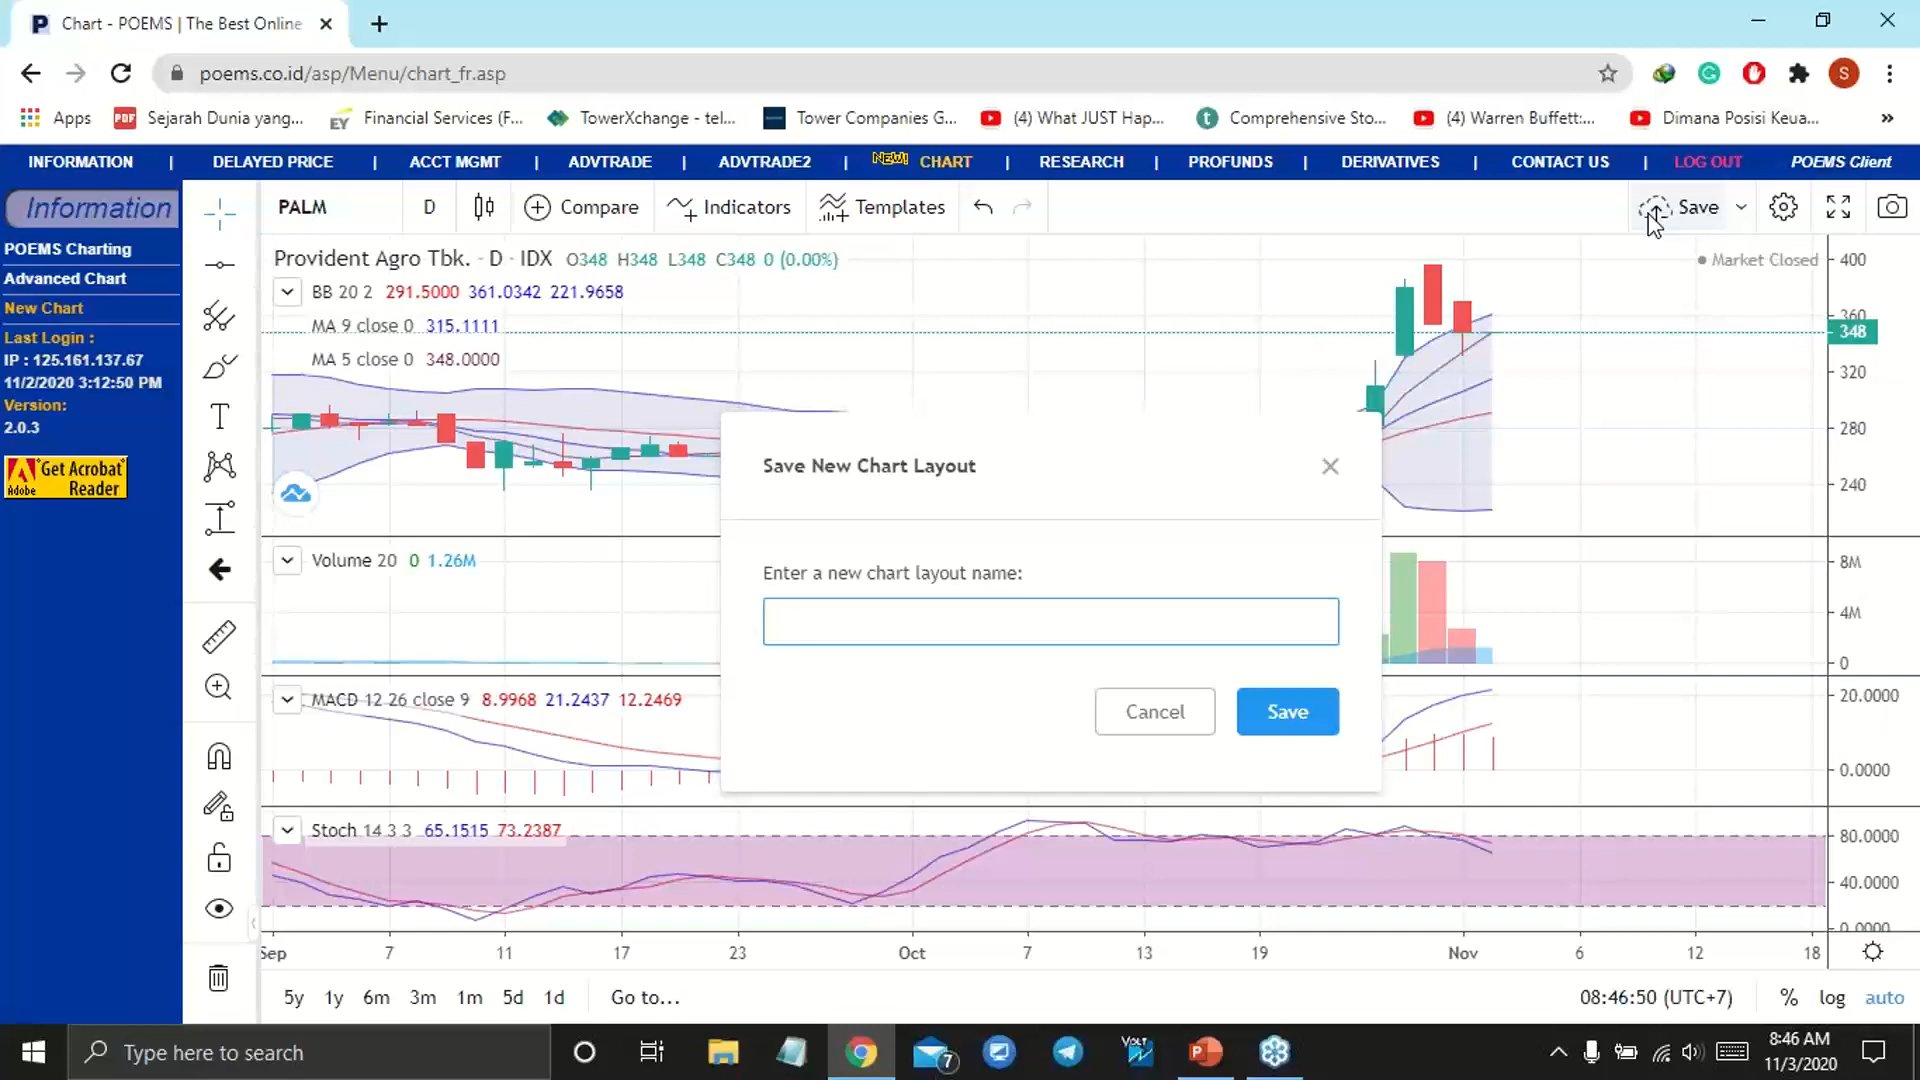 Chart - POEMS | The Best Online
poems.co.id/asp/Menu/chart_fr.asp
S
Apps
PDF
Sejarah Dunia yang...
EY
Financial Services (F...
TowerXchange - tel...
Tower Companies G...
(4) What JUST Hap...
Comprehensive Sto...
(4) Warren Buffett:...
Dimana Posisi Keua...
»
INFORMATION | DELAYED PRICE | ACCT MGMT | ADVTRADE | ADVTRADE2 | NEW! CHART | RESEARCH | PROFUNDS | DERIVATIVES | CONTACT US | LOG OUT POEMS Client
Information
POEMS Charting
Advanced Chart
New Chart
Last Login :
IP : 125.161.137.67
11/2/2020 3:12:50 PM
Version:
2.0.3
Get Acrobat
Adobe Reader
PALM D Compare Indicators Templates Save
Provident Agro Tbk. · D · IDX O348 H348 L348 C348 0 (0.00%)
Market Closed
BB 20 2 291.5000 361.0342 221.9658
MA 9 close 0 315.1111
MA 5 close 0 348.0000
400
360
348
320
280
240
Save New Chart Layout
Enter a new chart layout name:
Cancel Save
Volume 20 0 1.26M
8M
4M
0
MACD 12 26 close 9 8.9968 21.2437 12.2469
20.0000
0.0000
Stoch 14 3 3 65.1515 73.2387
80.0000
40.0000
0.0000
Sep 7 11 17 23 Oct 7 13 19 Nov 6 12 18
5y 1y 6m 3m 1m 5d 1d Go to...
08:46:50 (UTC+7) % log auto
Type here to search
7
VOLT
8:46 AM
11/3/2020